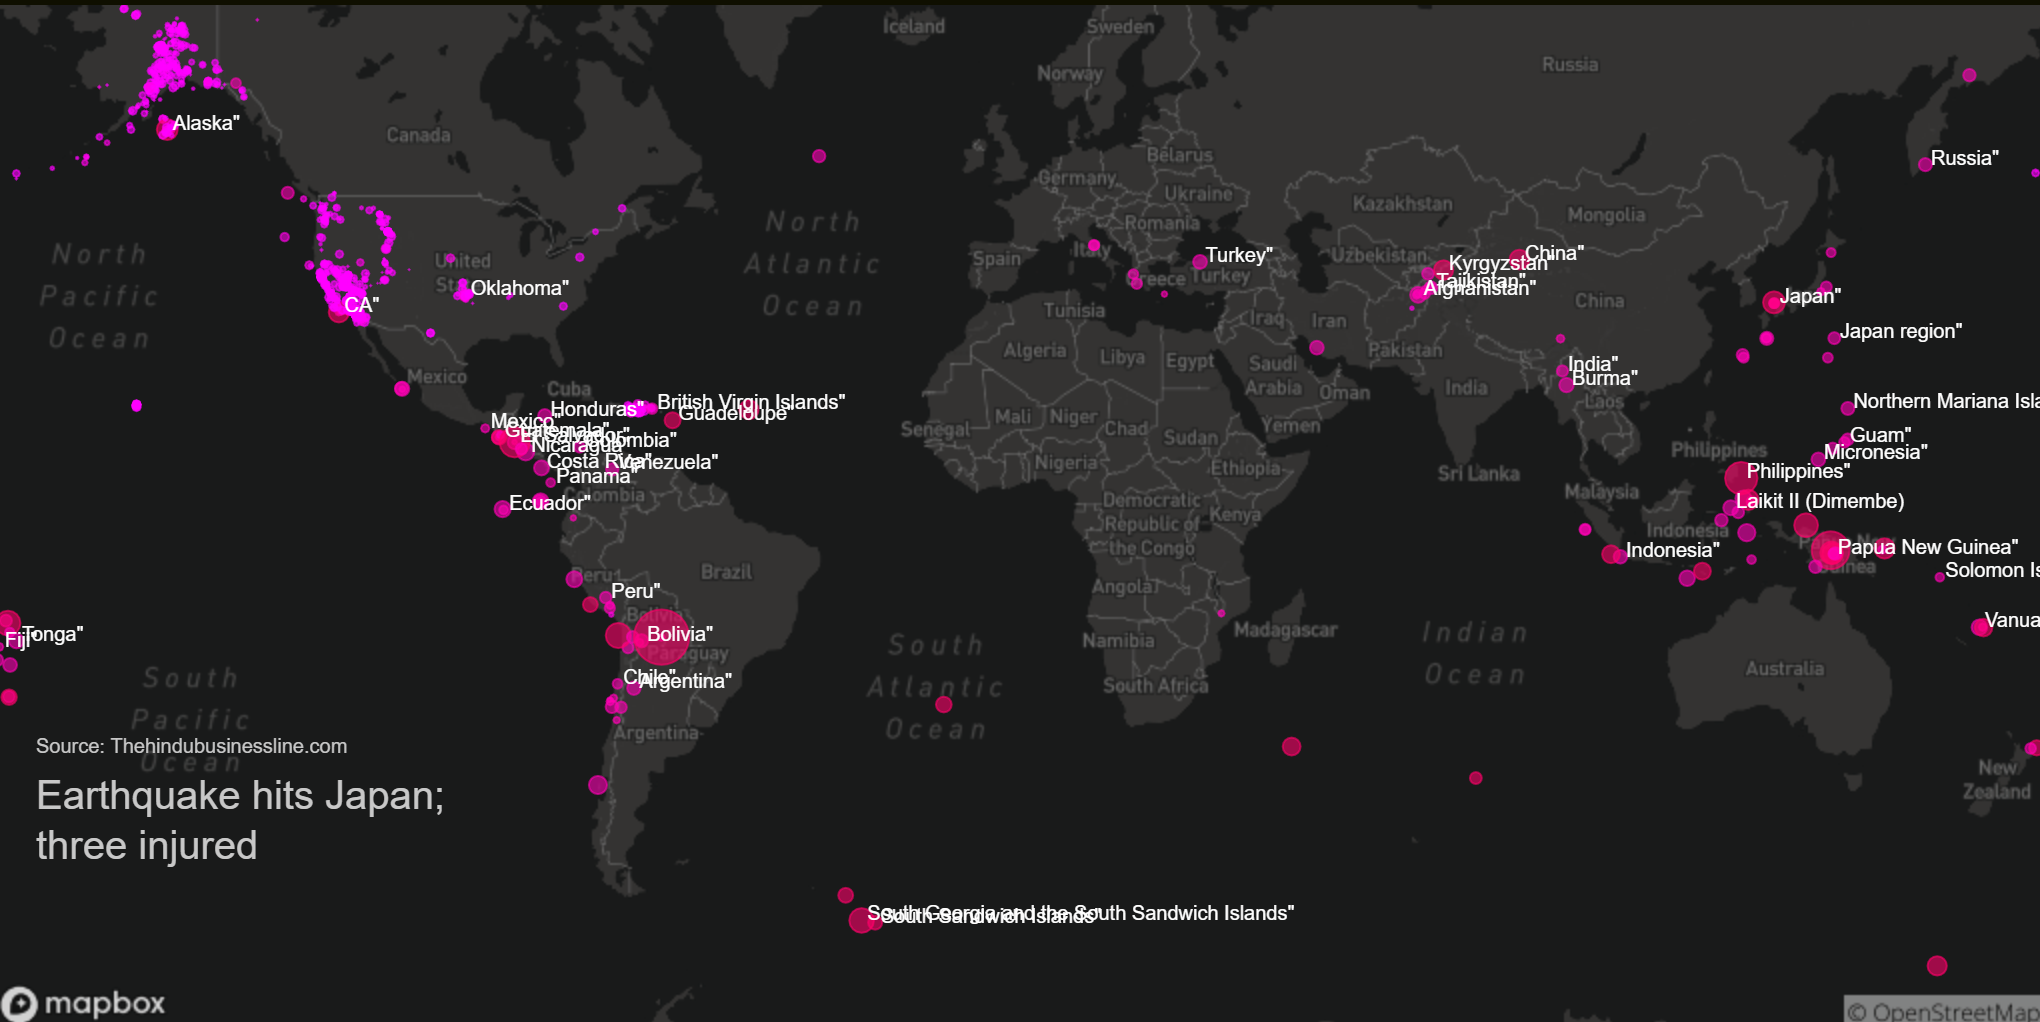 Iceland
Sweden
Norway
Russia
Alaska"
Canada
Belarus
Russia"
Germany
Ukraine
Kazakhstan
Mongolia
North
Atlantic
Ocean
Romania
North
Pacific
Ocean
Italy
Spain
Turkey"
Uzbekistan
China"
Kyrgyzstan"
United
Greece
Turkey
Tajikistan"
Afghanistan"
Oklahoma"
CA"
Japan"
China
Tunisia
Iraq
Iran
Japan region"
Algeria
Libya
Egypt
Saudi
Arabia
Pakistan
India"
Burma"
Mexico
Cuba
India
Oman
Laos
British Virgin Islands"
Guadeloupe"
Honduras"
Northern Mariana Isla
Mexico"
Guatemala"
El Salvador"
Colombia"
Nicaragua"
Mali
Niger
Chad
Sudan
Yemen
Senegal
Guam"
Micronesia"
Philippines
Costa Rica"
Venezuela"
Panama"
Nigeria
Ethiopia
Sri Lanka
Philippines"
Colombia
Ecuador"
Democratic
Republic of
the Congo
Kenya
Malaysia
Laikit II (Dimembe)
Indonesia
Indonesia"
Papua New Guinea"
Guinea
Peru
Brazil
Peru"
Angola
Solomon Is
Bolivia
Bolivia"
Paraguay
Namibia
Madagascar
Vanua
Fiji"
Tonga"
South
Atlantic
Ocean
Indian
Ocean
Chile"
Argentina"
South Africa
Australia
South
Pacific
Ocean
Argentina
Source: Thehindubusinessline.com
Earthquake hits Japan;
three injured
New
Zealand
South Georgia and the South Sandwich Islands"
South Sandwich Islands"
mapbox
© OpenStreetMap